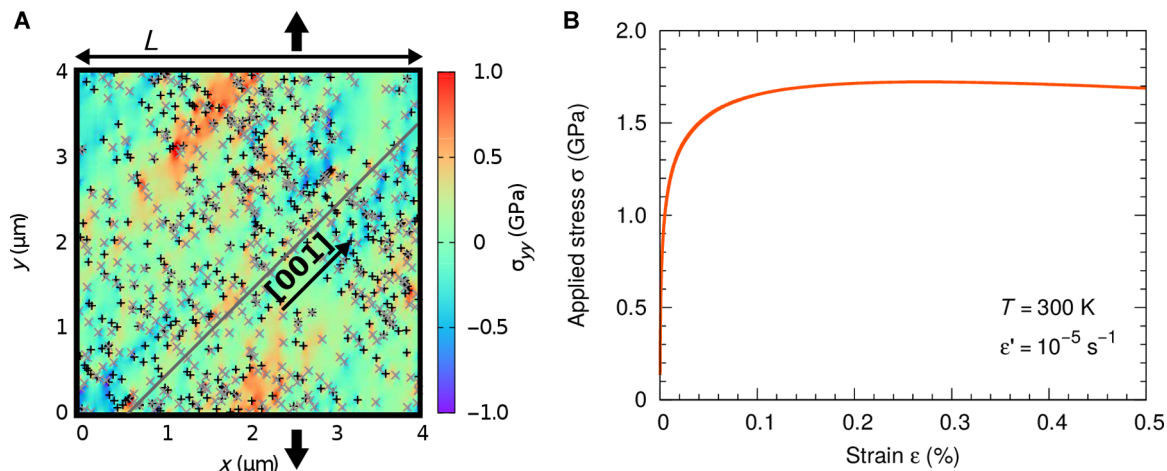 A
L
4
3
2
1
0
y (μm)
0
1
2
3
4
x (μm)
[001]
1.0
0.5
0
−0.5
−1.0
σyy (GPa)
B
2.0
1.5
1.0
0.5
0
Applied stress σ (GPa)
T = 300 K
ε' = 10⁻⁵ s⁻¹
0
0.1
0.2
0.3
0.4
0.5
Strain ε (%)